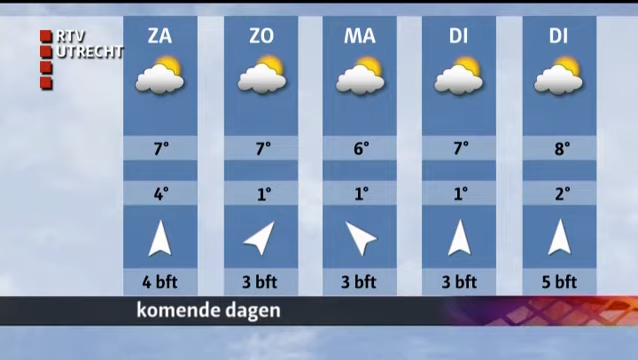 RTV
UTRECHT
ZA ZO MA DI DI
7° 7° 6° 7° 8°
4° 1° 1° 1° 2°
4 bft 3 bft 3 bft 3 bft 5 bft
komende dagen